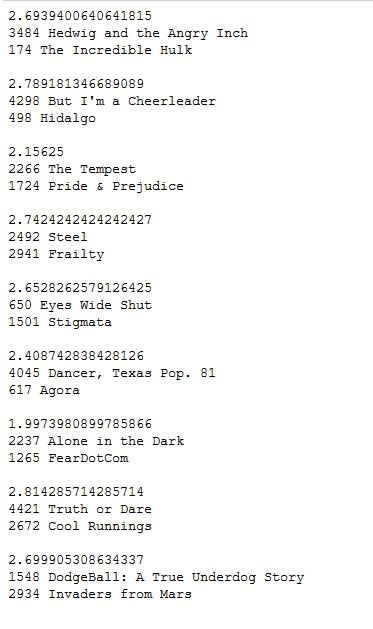 2.6939400640641815
3484 Hedwig and the Angry Inch
174 The Incredible Hulk
2.789181346689089
4298 But I'm a Cheerleader
498 Hidalgo
2.15625
2266 The Tempest
1724 Pride & Prejudice
2.7424242424242427
2492 Steel
2941 Frailty
2.6528262579126425
650 Eyes Wide Shut
1501 Stigmata
2.408742838428126
4045 Dancer, Texas Pop. 81
617 Agora
1.9973980899785866
2237 Alone in the Dark
1265 FearDotCom
2.814285714285714
4421 Truth or Dare
2672 Cool Runnings
2.699905308634337
1548 DodgeBall: A True Underdog Story
2934 Invaders from Mars